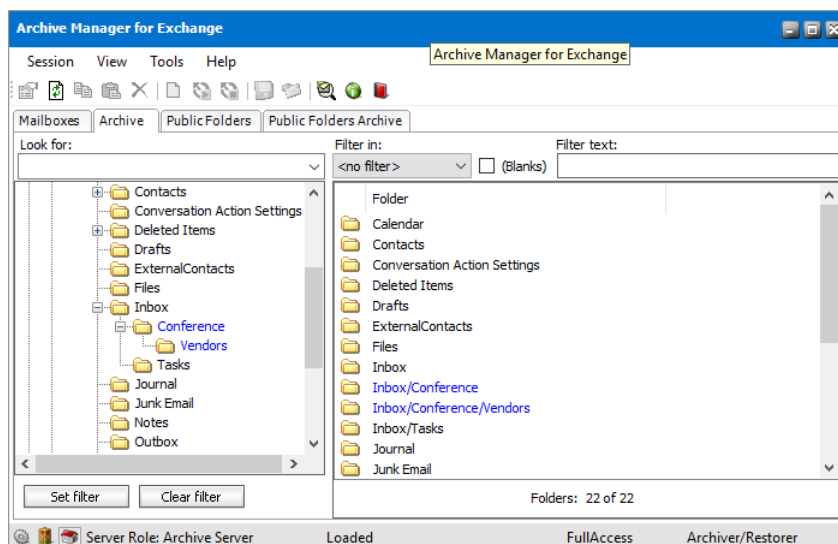 Archive Manager for Exchange
Archive Manager for Exchange
Session View Tools Help
Mailboxes Archive Public Folders Public Folders Archive
Look for: Filter in: Filter text:
<no filter> (Blanks)
Contacts
Conversation Action Settings
Deleted Items
Drafts
ExternalContacts
Files
Inbox
Conference
Vendors
Tasks
Journal
Junk Email
Notes
Outbox
Set filter Clear filter
Folder
Calendar
Contacts
Conversation Action Settings
Deleted Items
Drafts
ExternalContacts
Files
Inbox
Inbox/Conference
Inbox/Conference/Vendors
Inbox/Tasks
Journal
Junk Email
Folders: 22 of 22
Server Role: Archive Server Loaded FullAccess Archiver/Restorer